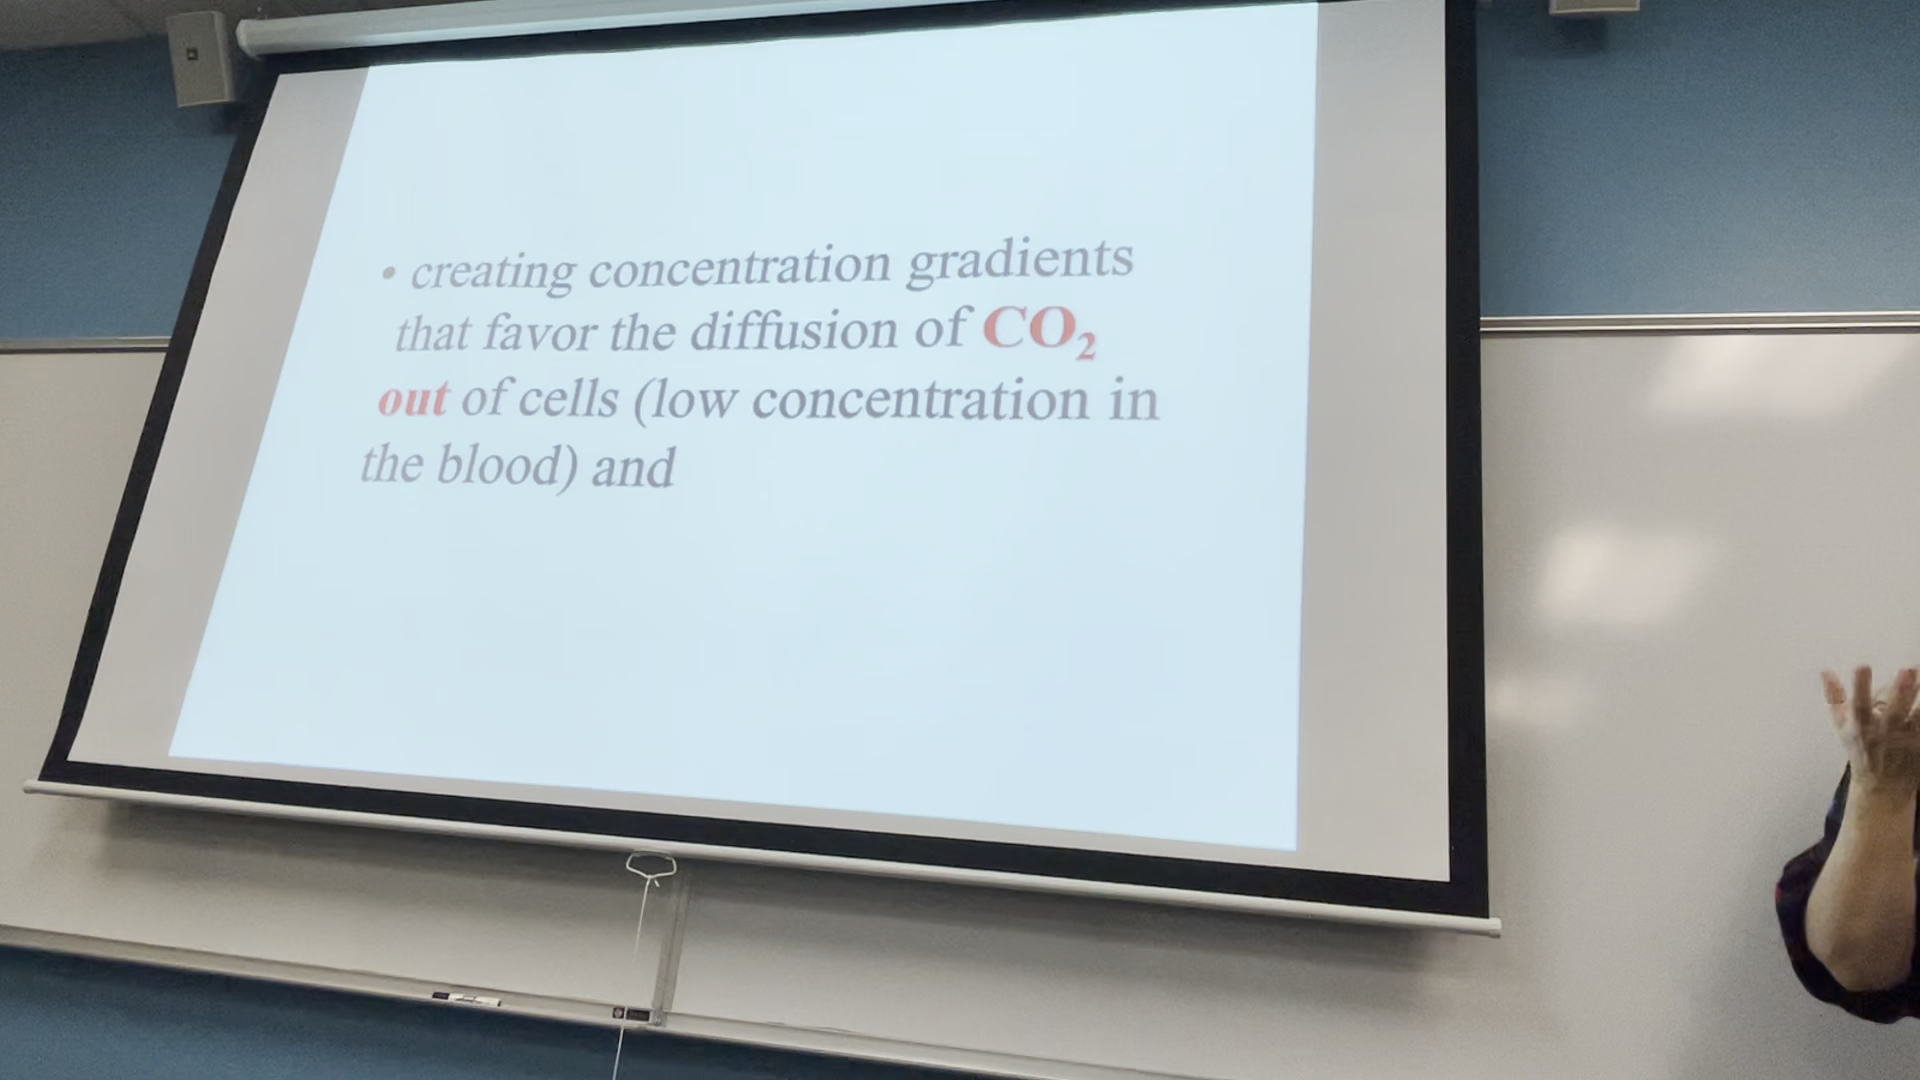 • creating concentration gradients
that favor the diffusion of CO₂
out of cells (low concentration in
the blood) and